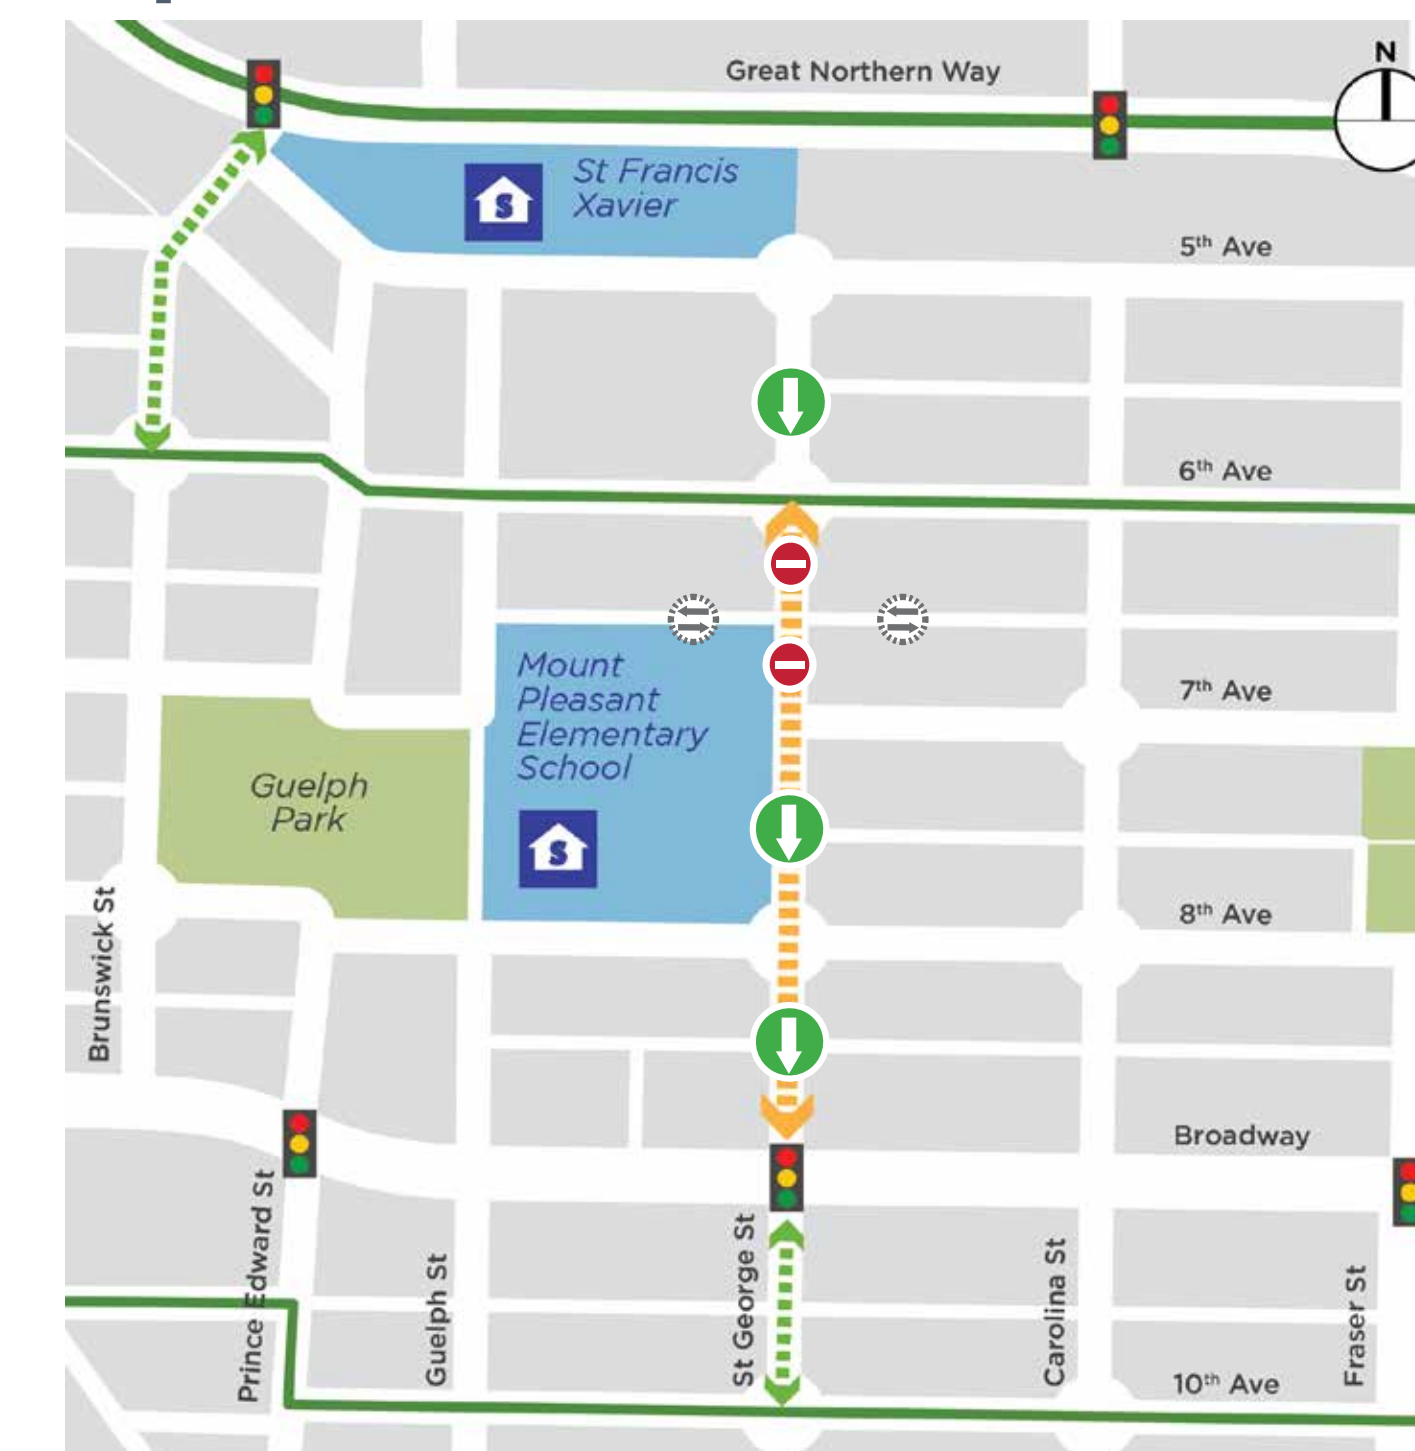 N
Great Northern Way
St Francis
Xavier
S
5th Ave
6th Ave
Mount
Pleasant
Elementary
School
S
7th Ave
Guelph
Park
8th Ave
Brunswick St
Broadway
Prince Edward St
Guelph St
St George St
Carolina St
Fraser St
10th Ave